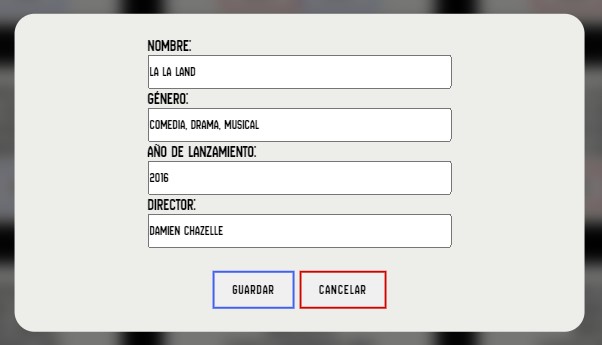 NOMBRE:
LA LA LAND
GÉNERO:
COMEDIA, DRAMA, MUSICAL
AÑO DE LANZAMIENTO:
2016
DIRECTOR:
DAMIEN CHAZELLE
GUARDAR
CANCELAR